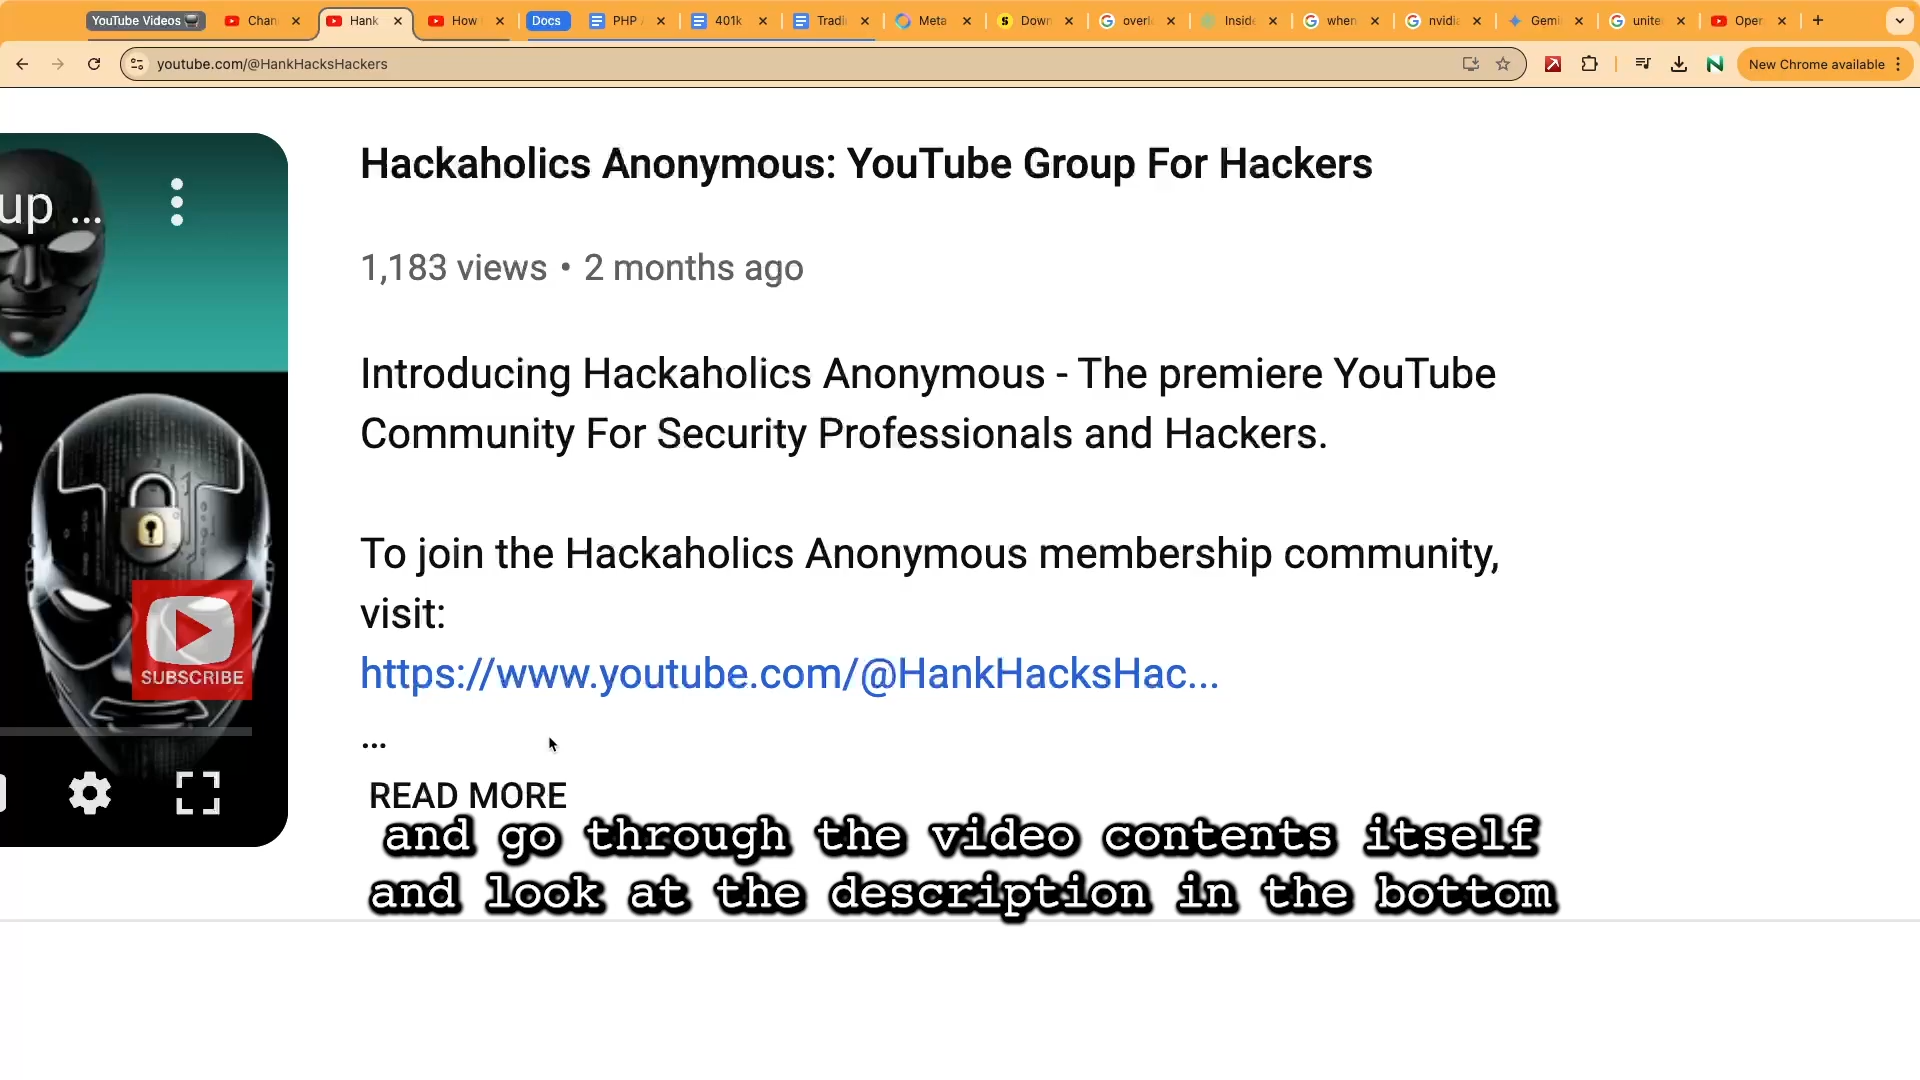 YouTube Videos
Chan
Hank
How
Docs
PHP
401k
Tradi
Meta
Down
overl
Inside
when
nvidia
Gemi
unite
Oper
youtube.com/@HankHacksHackers
New Chrome available
up ...
Hackaholics Anonymous: YouTube Group For Hackers
1,183 views • 2 months ago
Introducing Hackaholics Anonymous - The premiere YouTube
Community For Security Professionals and Hackers.
To join the Hackaholics Anonymous membership community,
visit:
https://www.youtube.com/@HankHacksHac...
...
SUBSCRIBE
READ MORE
and go through the video contents itself
and look at the description in the bottom